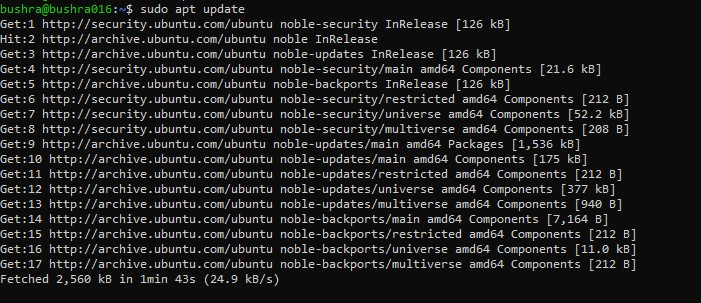 bushra@bushra016:~$ sudo apt update
Get:1 http://security.ubuntu.com/ubuntu noble-security InRelease [126 kB]
Hit:2 http://archive.ubuntu.com/ubuntu noble InRelease
Get:3 http://archive.ubuntu.com/ubuntu noble-updates InRelease [126 kB]
Get:4 http://security.ubuntu.com/ubuntu noble-security/main amd64 Components [21.6 kB]
Get:5 http://archive.ubuntu.com/ubuntu noble-backports InRelease [126 kB]
Get:6 http://security.ubuntu.com/ubuntu noble-security/restricted amd64 Components [212 B]
Get:7 http://security.ubuntu.com/ubuntu noble-security/universe amd64 Components [52.2 kB]
Get:8 http://security.ubuntu.com/ubuntu noble-security/multiverse amd64 Components [208 B]
Get:9 http://archive.ubuntu.com/ubuntu noble-updates/main amd64 Packages [1,536 kB]
Get:10 http://archive.ubuntu.com/ubuntu noble-updates/main amd64 Components [175 kB]
Get:11 http://archive.ubuntu.com/ubuntu noble-updates/restricted amd64 Components [212 B]
Get:12 http://archive.ubuntu.com/ubuntu noble-updates/universe amd64 Components [377 kB]
Get:13 http://archive.ubuntu.com/ubuntu noble-updates/multiverse amd64 Components [940 B]
Get:14 http://archive.ubuntu.com/ubuntu noble-backports/main amd64 Components [7,164 B]
Get:15 http://archive.ubuntu.com/ubuntu noble-backports/restricted amd64 Components [212 B]
Get:16 http://archive.ubuntu.com/ubuntu noble-backports/universe amd64 Components [11.0 kB]
Get:17 http://archive.ubuntu.com/ubuntu noble-backports/multiverse amd64 Components [212 B]
Fetched 2,560 kB in 1min 43s (24.9 kB/s)